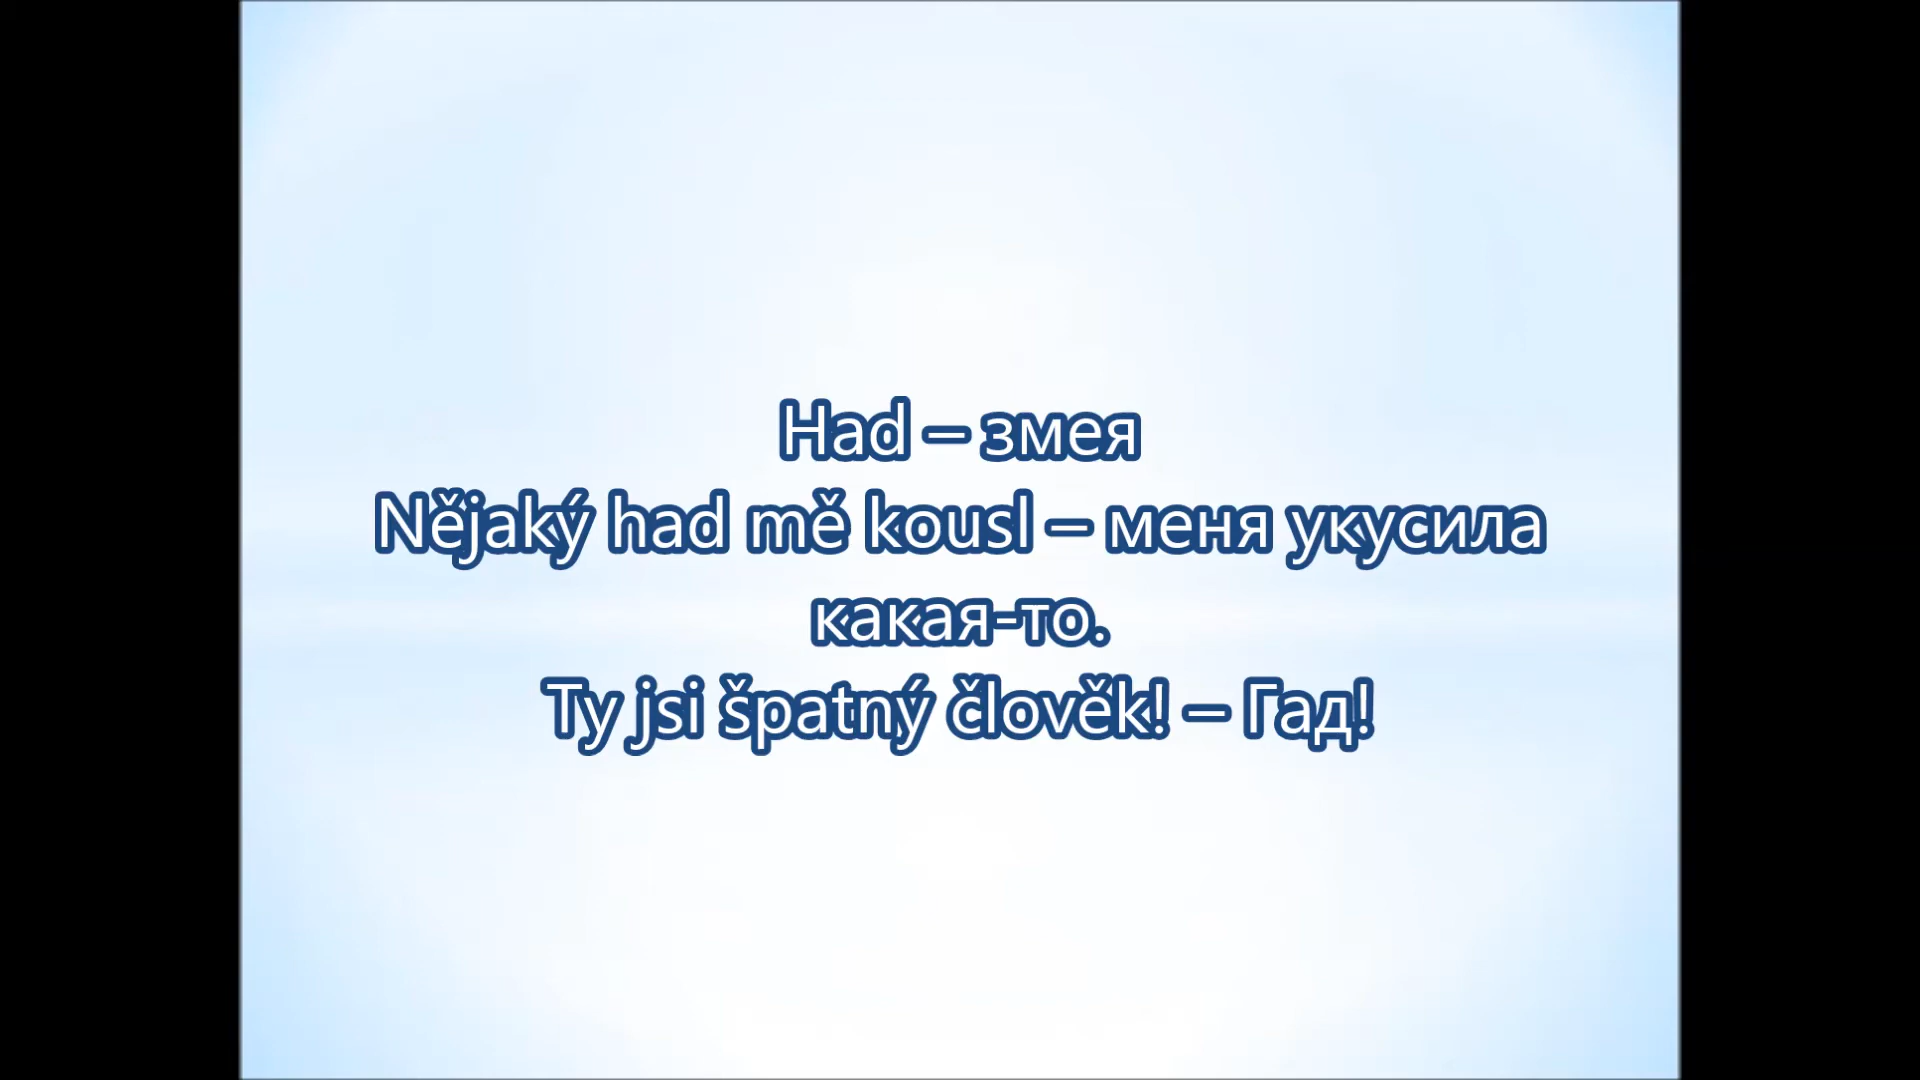 Had – змея
Nějaký had mě kousl – меня укусила
какая-то.
Ty jsi špatný člověk! – Гад!